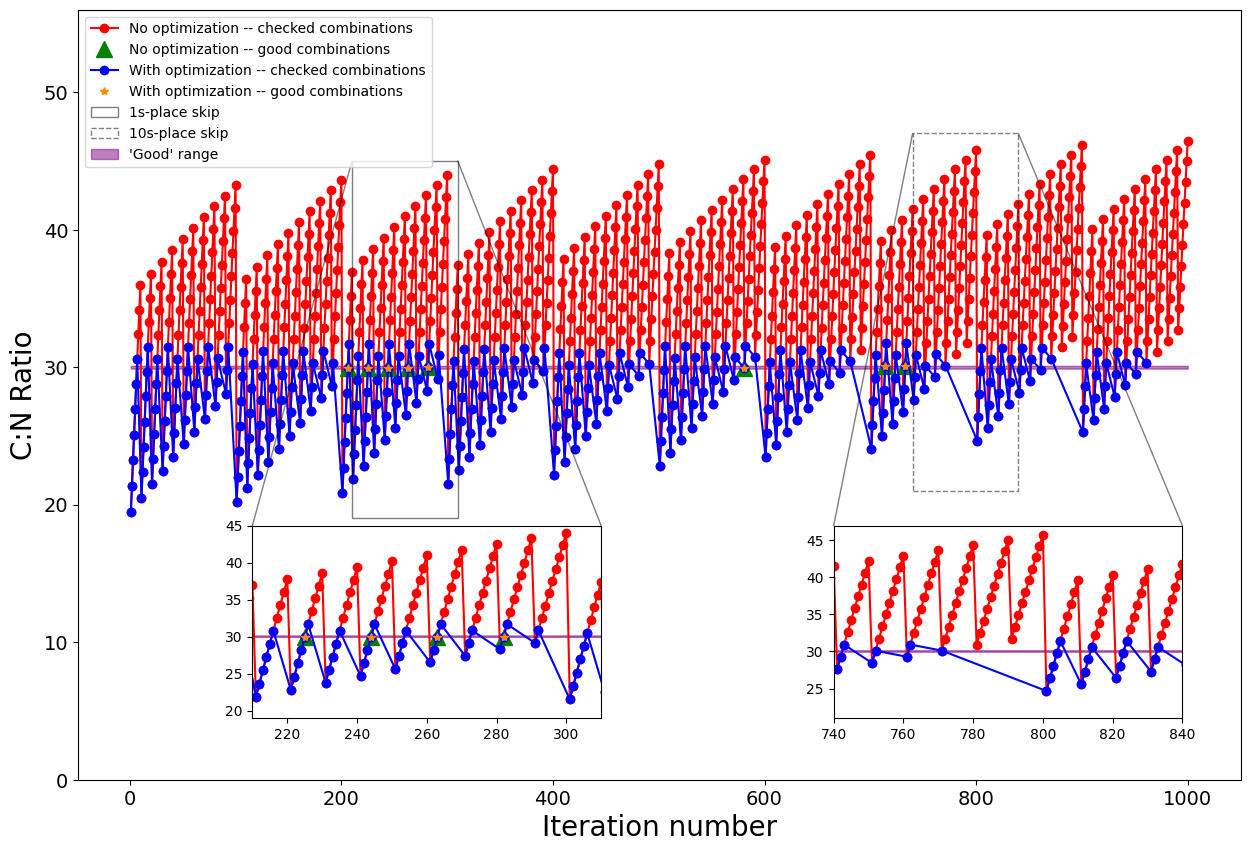 No optimization -- checked combinations
No optimization -- good combinations
With optimization -- checked combinations
With optimization -- good combinations
1s-place skip
10s-place skip
'Good' range
C:N Ratio
50
40
30
20
10
0
45
40
35
30
25
20
220 240 260 280 300
45
40
35
30
25
740 760 780 800 820 840
0 200 400 600 800 1000
Iteration number